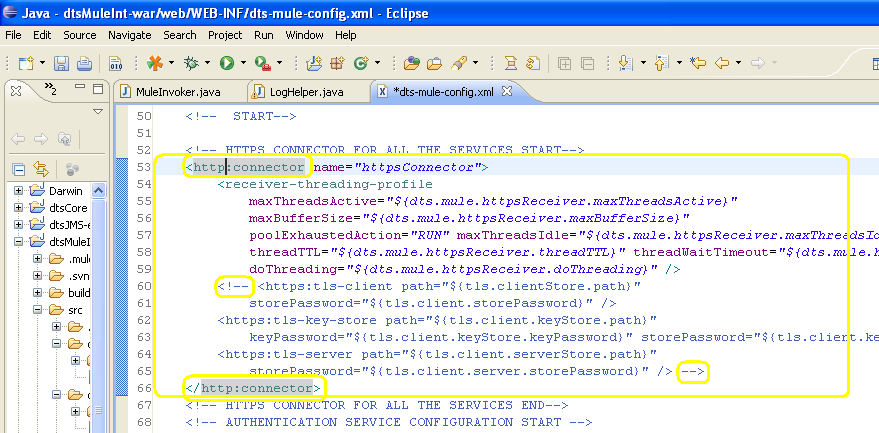 Java - dtsMuleInt-war/web/WEB-INF/dts-mule-config.xml - Eclipse
File Edit Source Navigate Search Project Run Window Help
MuleInvoker.java LogHelper.java *dts-mule-config.xml
50 <!-- START-->
51
52 <!-- HTTPS CONNECTOR FOR ALL THE SERVICES START-->
53 <http:connector name="httpsConnector">
54 <receiver-threading-profile
55 maxThreadsActive="${dts.mule.httpsReceiver.maxThreadsActive}"
56 maxBufferSize="${dts.mule.httpsReceiver.maxBufferSize}"
57 poolExhaustedAction="RUN" maxThreadsIdle="${dts.mule.httpsReceiver.maxThreadsId
58 threadTTL="${dts.mule.httpsReceiver.threadTTL}" threadWaitTimeout="${dts.mule.h
59 doThreading="${dts.mule.httpsReceiver.doThreading}" />
60 <!-- <https:tls-client path="${tls.clientStore.path}"
61 storePassword="${tls.client.storePassword}" />
62 <https:tls-key-store path="${tls.client.keyStore.path}"
63 keyPassword="${tls.client.keyStore.keyPassword}" storePassword="${tls.client.ke
64 <https:tls-server path="${tls.client.serverStore.path}"
65 storePassword="${tls.client.server.storePassword}" /> -->
66 </http:connector>
67 <!-- HTTPS CONNECTOR FOR ALL THE SERVICES END-->
68 <!-- AUTHENTICATION SERVICE CONFIGURATION START -->
Darwin
dtsCore
dtsJMS-e
dtsMuleI
.mule
.svn
build
src